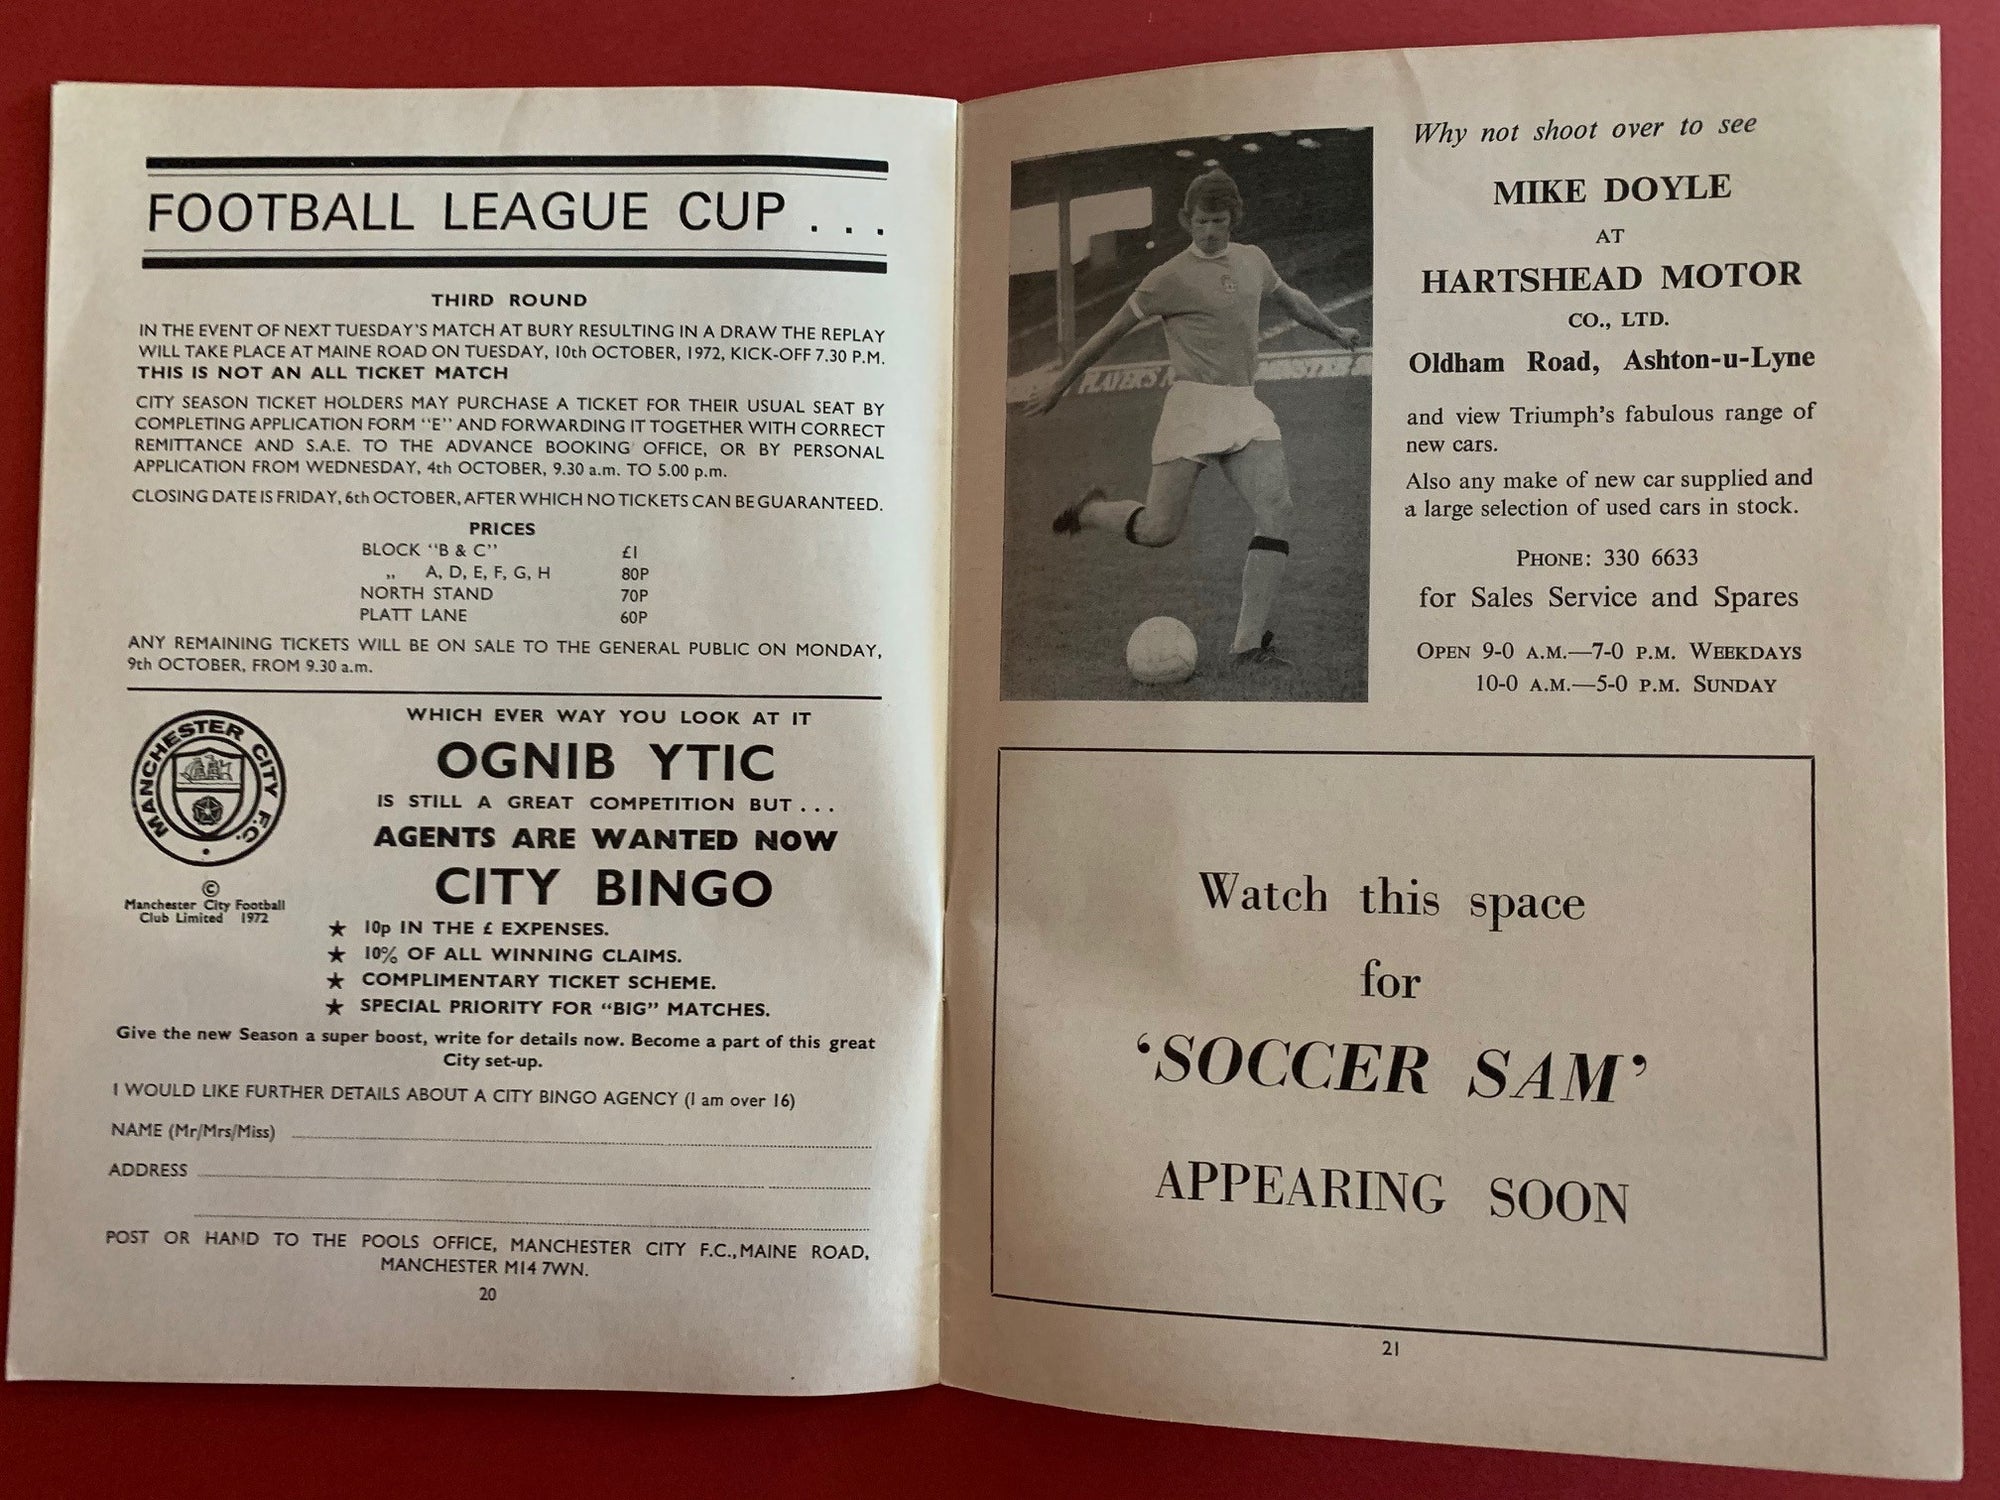 FOOTBALL LEAGUE CUP . . .
THIRD ROUND
IN THE EVENT OF NEXT TUESDAY'S MATCH AT BURY RESULTING IN A DRAW THE REPLAY
WILL TAKE PLACE AT MAINE ROAD ON TUESDAY, 10th OCTOBER, 1972, KICK-OFF 7.30 P.M.
THIS IS NOT AN ALL TICKET MATCH
CITY SEASON TICKET HOLDERS MAY PURCHASE A TICKET FOR THEIR USUAL SEAT BY
COMPLETING APPLICATION FORM "E" AND FORWARDING IT TOGETHER WITH CORRECT
REMITTANCE AND S.A.E. TO THE ADVANCE BOOKING OFFICE, OR BY PERSONAL
APPLICATION FROM WEDNESDAY, 4th OCTOBER, 9.30 a.m. TO 5.00 p.m.
CLOSING DATE IS FRIDAY, 6th OCTOBER, AFTER WHICH NO TICKETS CAN BE GUARANTEED.
PRICES
BLOCK "B & C" £1
„ A, D, E, F, G, H 80P
NORTH STAND 70P
PLATT LANE 60P
ANY REMAINING TICKETS WILL BE ON SALE TO THE GENERAL PUBLIC ON MONDAY,
9th OCTOBER, FROM 9.30 a.m.
MANCHESTER CITY F.C.
©
Manchester City Football
Club Limited 1972
WHICH EVER WAY YOU LOOK AT IT
OGNIB YTIC
IS STILL A GREAT COMPETITION BUT . . .
AGENTS ARE WANTED NOW
CITY BINGO
★ 10p IN THE £ EXPENSES.
★ 10% OF ALL WINNING CLAIMS.
★ COMPLIMENTARY TICKET SCHEME.
★ SPECIAL PRIORITY FOR "BIG" MATCHES.
Give the new Season a super boost, write for details now. Become a part of this great
City set-up.
I WOULD LIKE FURTHER DETAILS ABOUT A CITY BINGO AGENCY (I am over 16)
NAME (Mr/Mrs/Miss)
ADDRESS
POST OR HAND TO THE POOLS OFFICE, MANCHESTER CITY F.C., MAINE ROAD,
MANCHESTER M14 7WN.
20
PLAYER'S
Why not shoot over to see
MIKE DOYLE
AT
HARTSHEAD MOTOR
CO., LTD.
Oldham Road, Ashton-u-Lyne
and view Triumph's fabulous range of
new cars.
Also any make of new car supplied and
a large selection of used cars in stock.
PHONE: 330 6633
for Sales Service and Spares
OPEN 9-0 A.M.—7-0 P.M. WEEKDAYS
10-0 A.M.—5-0 P.M. SUNDAY
Watch this space
for
'SOCCER SAM'
APPEARING SOON
21